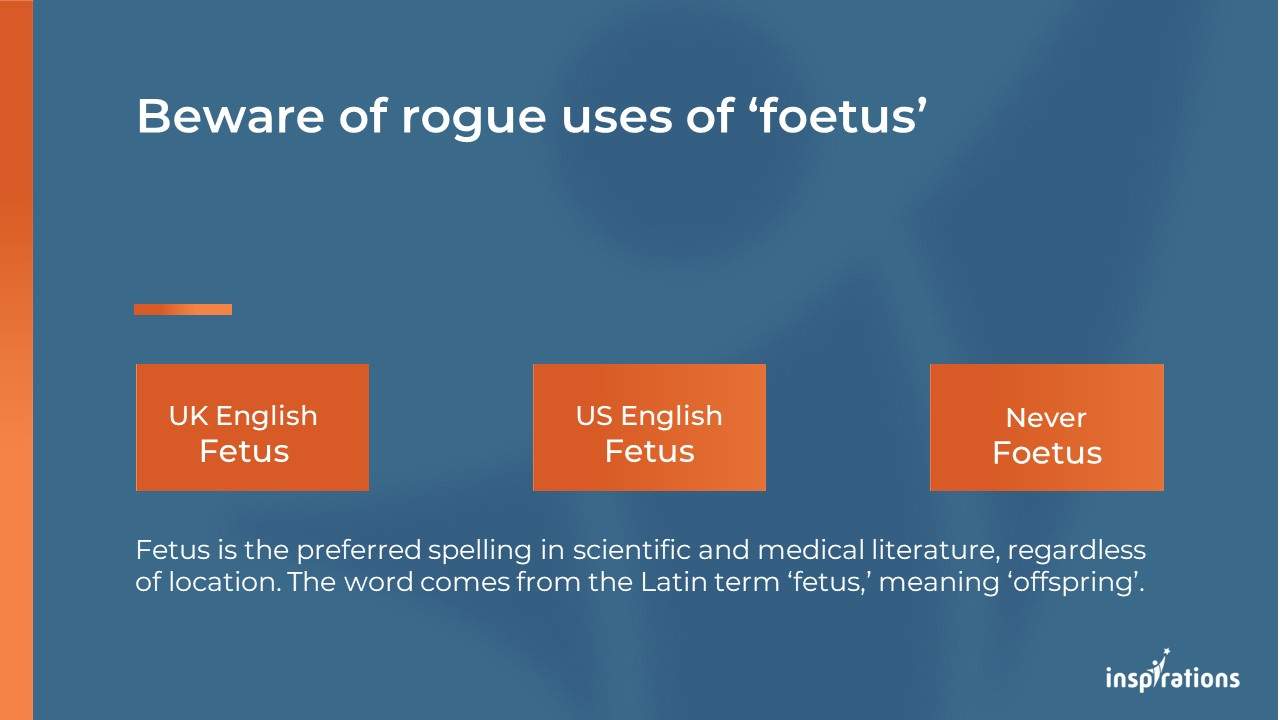 Beware of rogue uses of ‘foetus’
UK English
Fetus
US English
Fetus
Never
Foetus
Fetus is the preferred spelling in scientific and medical literature, regardless
of location. The word comes from the Latin term ‘fetus,’ meaning ‘offspring’.
inspirations